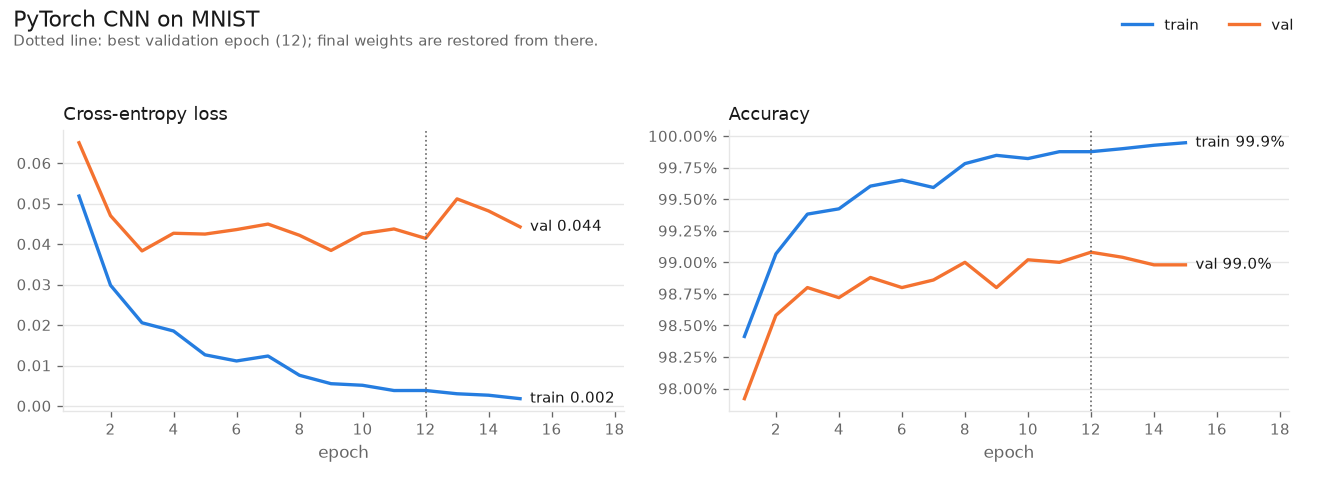 PyTorch CNN on MNIST
Dotted line: best validation epoch (12); final weights are restored from there.
train val
Cross-entropy loss
0.06
0.05
0.04
0.03
0.02
0.01
0.00
val 0.044
train 0.002
2 4 6 8 10 12 14 16 18
epoch
Accuracy
100.00%
99.75%
99.50%
99.25%
99.00%
98.75%
98.50%
98.25%
98.00%
train 99.9%
val 99.0%
2 4 6 8 10 12 14 16 18
epoch